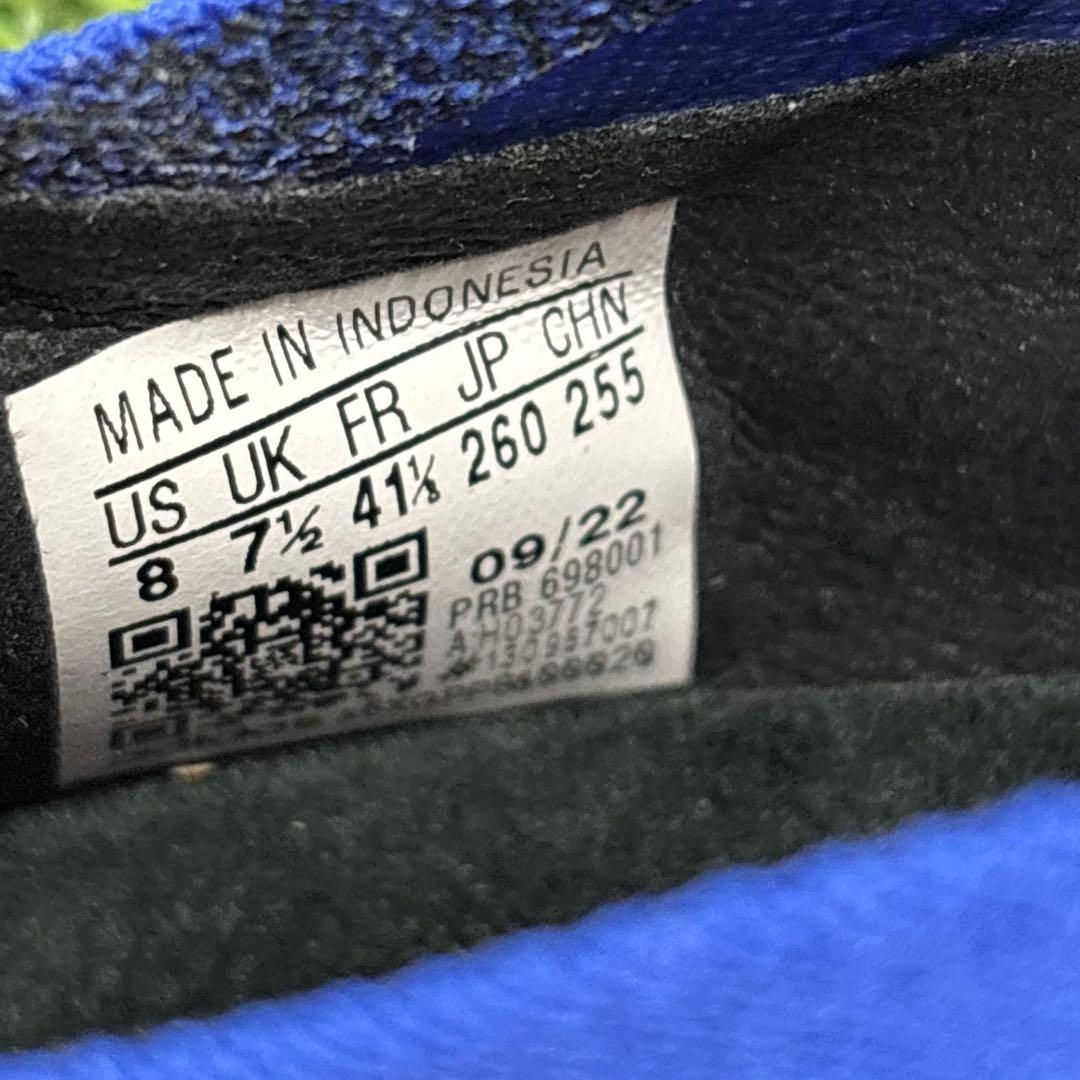 MADE IN INDONESIA
US UK FR JP CHN
8 7½ 41⅓ 260 255
09/22
PRB 698001